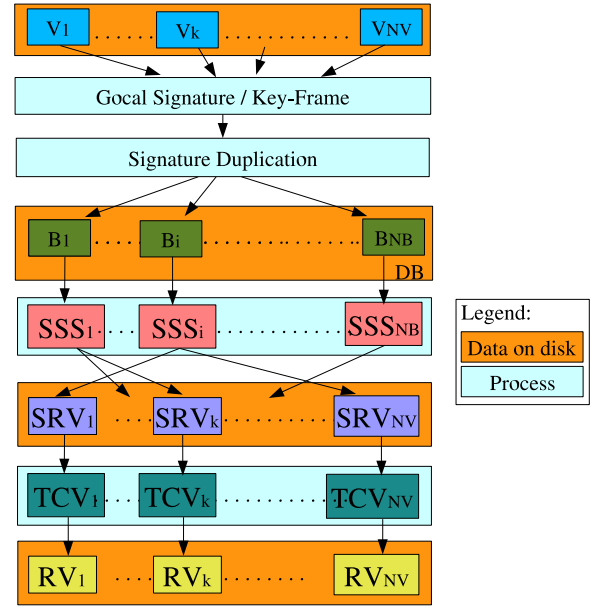 V1 ...... Vk ............ VNV
Gocal Signature / Key-Frame
Signature Duplication
B1 ...... Bi ............ BNB
DB
SSS1 ..... SSSi ............ SSSNB
Legend:
Data on disk
Process
SRV1 ...... SRVk ............ SRVNV
TCV1 ...... TCVk ............ TCVNV
RV1 ..... RVk ........ RVNV